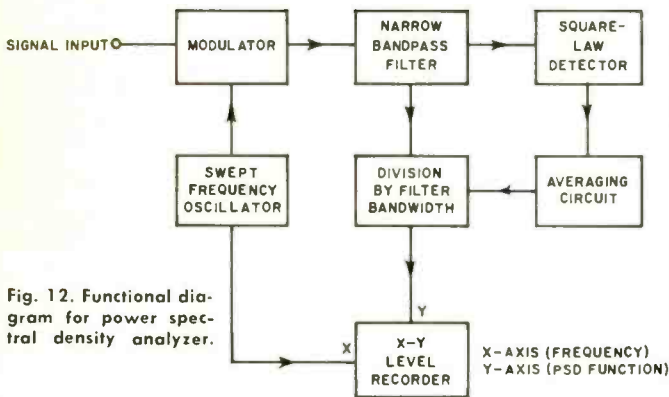 SIGNAL INPUT
MODULATOR
NARROW
BANDPASS
FILTER
SQUARE-
LAW
DETECTOR
SWEPT
FREQUENCY
OSCILLATOR
DIVISION
BY FILTER
BANDWIDTH
AVERAGING
CIRCUIT
Fig. 12. Functional dia-
gram for power spec-
tral density analyzer.
X
Y
X-Y
LEVEL
RECORDER
X-AXIS (FREQUENCY)
Y-AXIS (PSD FUNCTION)